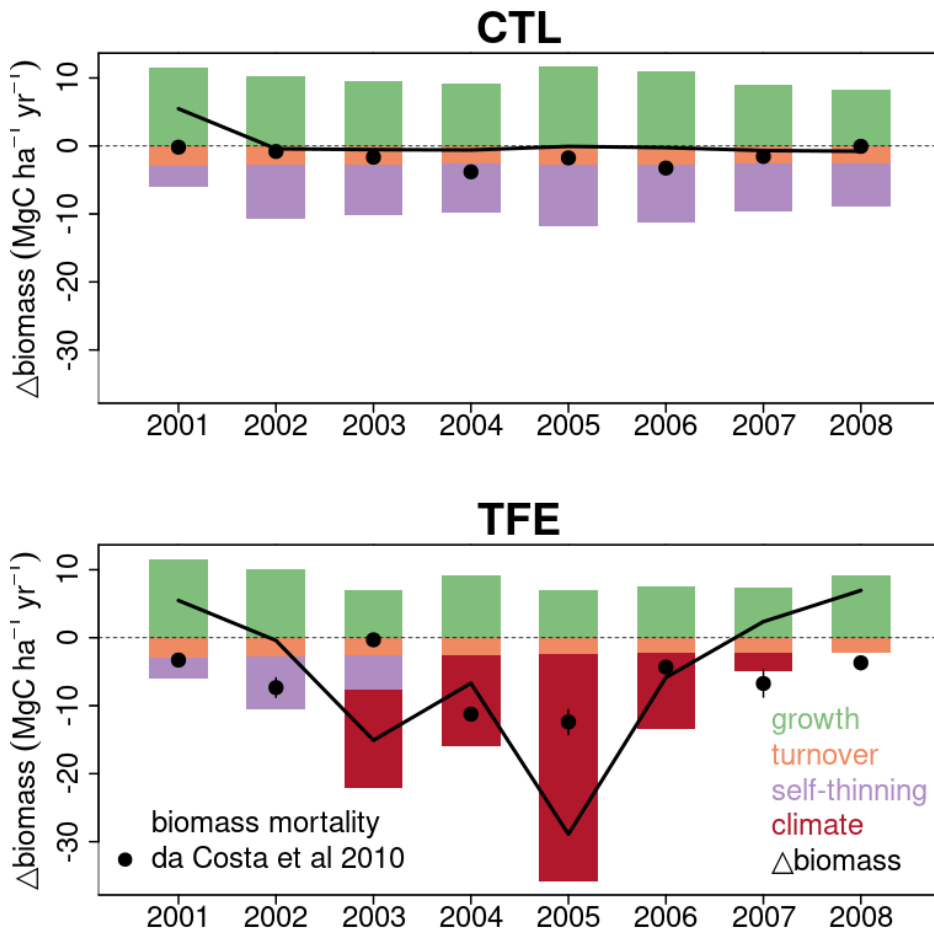 CTL
△biomass (MgC ha⁻¹ yr⁻¹)
10
0
-10
-20
-30
2001 2002 2003 2004 2005 2006 2007 2008
TFE
△biomass (MgC ha⁻¹ yr⁻¹)
10
0
-10
-20
-30
growth
turnover
self-thinning
climate
△biomass
biomass mortality
da Costa et al 2010
2001 2002 2003 2004 2005 2006 2007 2008